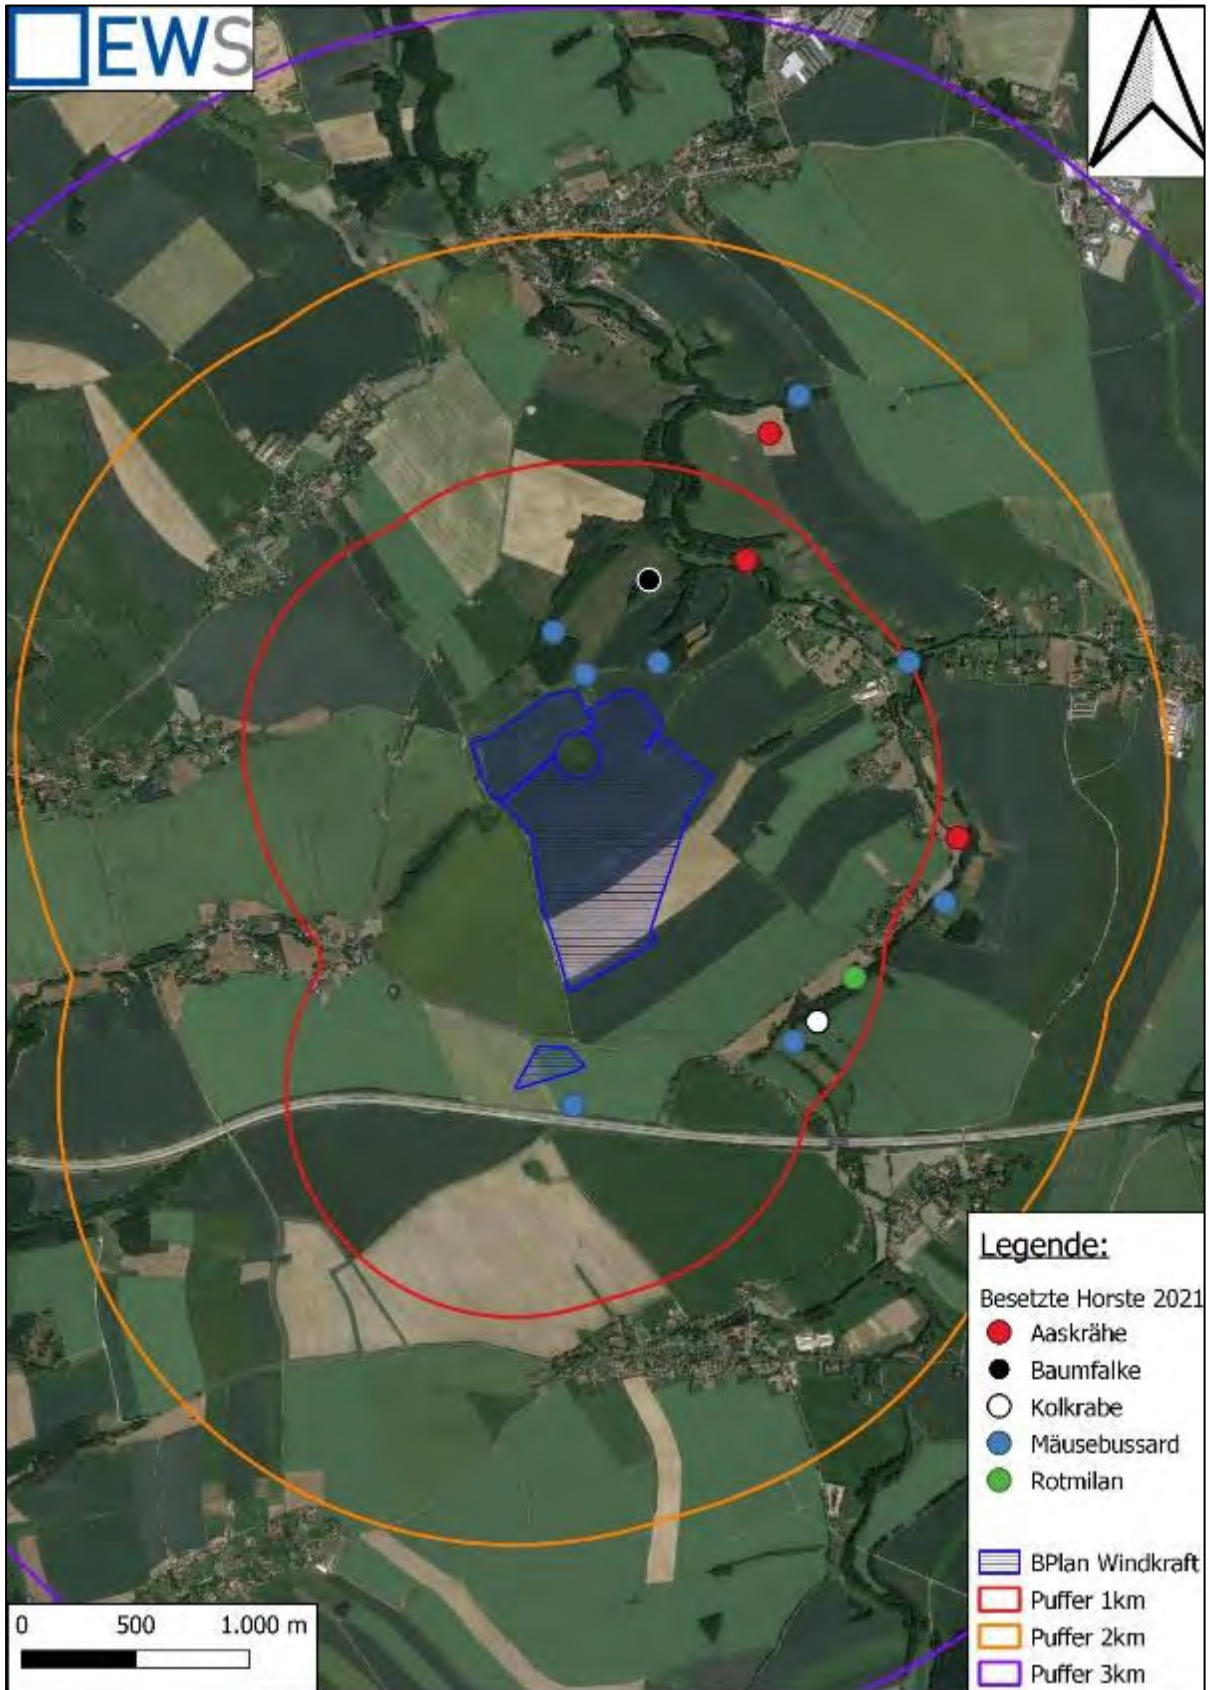 EWS
Legende:
Besetzte Horste 2021
Aaskrähe
Baumfalke
Kolkrabe
Mäusebussard
Rotmilan
BPlan Windkraft
Puffer 1km
Puffer 2km
Puffer 3km
0 500 1.000 m